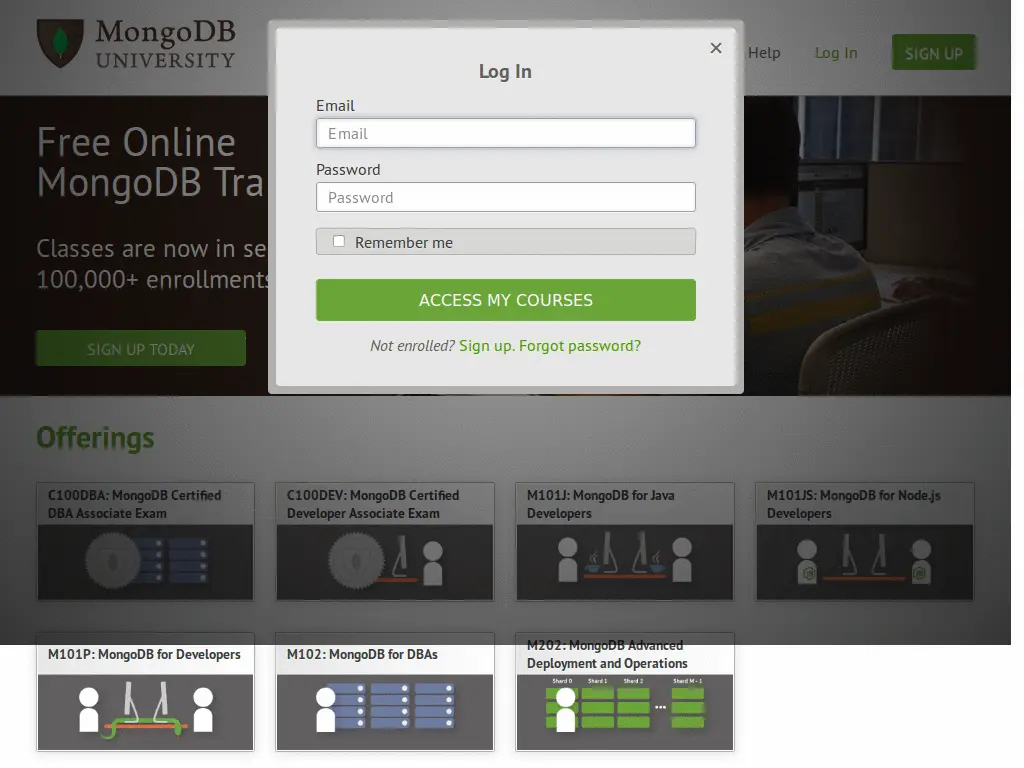 MongoDB
UNIVERSITY
Help
Log In
SIGN UP
×
Log In
Email
Email
Password
Password
Remember me
ACCESS MY COURSES
Not enrolled? Sign up. Forgot password?
Free Online
MongoDB Tra
Classes are now in se
100,000+ enrollments
SIGN UP TODAY
Offerings
C100DBA: MongoDB Certified
DBA Associate Exam
C100DEV: MongoDB Certified
Developer Associate Exam
M101J: MongoDB for Java
Developers
M101JS: MongoDB for Node.js
Developers
M101P: MongoDB for Developers
M102: MongoDB for DBAs
M202: MongoDB Advanced
Deployment and Operations
Shard 0 Shard 1 Shard 2 Shard M - 1